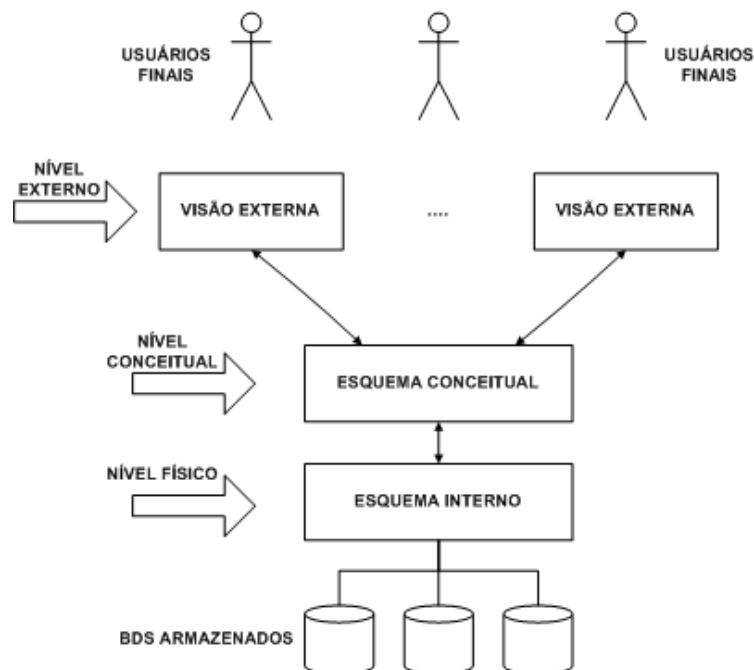 USUÁRIOS
FINAIS
USUÁRIOS
FINAIS
NÍVEL
EXTERNO
VISÃO EXTERNA
....
VISÃO EXTERNA
NÍVEL
CONCEITUAL
ESQUEMA CONCEITUAL
NÍVEL FÍSICO
ESQUEMA INTERNO
BDS ARMAZENADOS